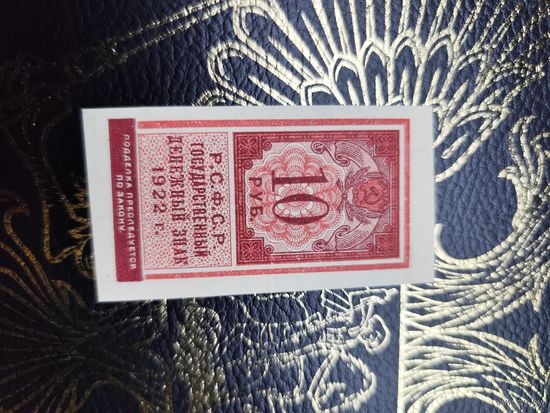 10
РУБ.
Р.С.Ф.С.Р.
ГОСУДАРСТВЕННЫЙ
ДЕНЕЖНЫЙ ЗНАК
1922 г.
ПОДДЕЛКА ПРЕСЛЕДУЕТСЯ
ПО ЗАКОНУ.